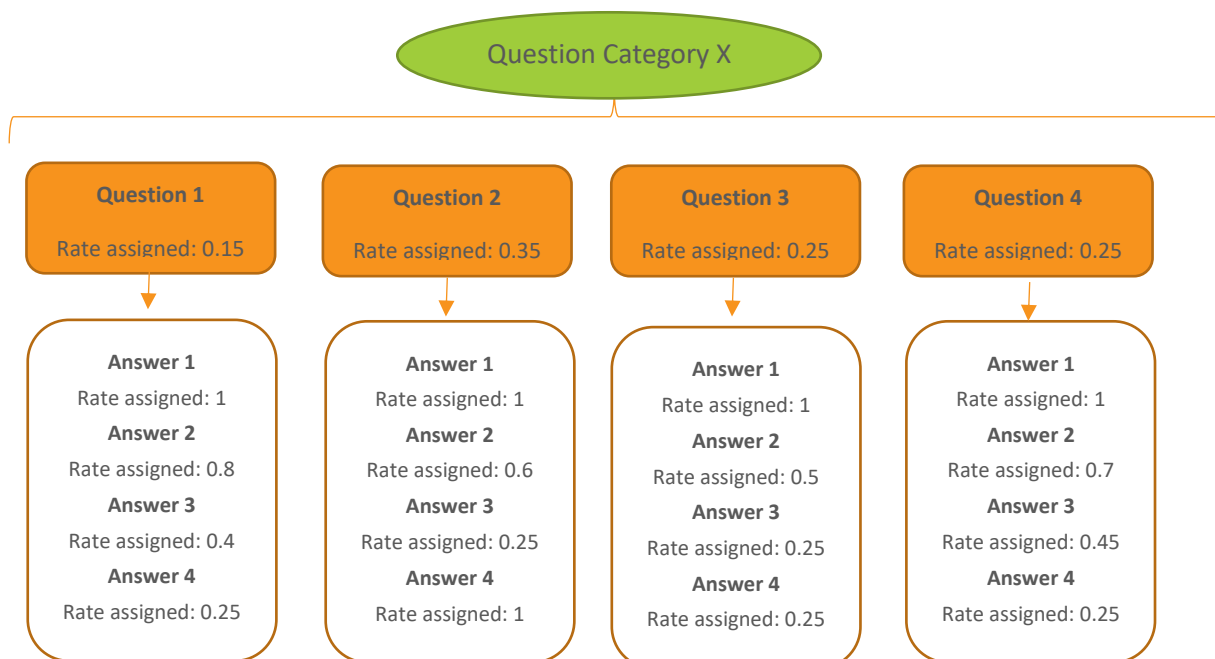 Question Category X
Question 1
Rate assigned: 0.15
Question 2
Rate assigned: 0.35
Question 3
Rate assigned: 0.25
Question 4
Rate assigned: 0.25
Answer 1
Rate assigned: 1
Answer 2
Rate assigned: 0.8
Answer 3
Rate assigned: 0.4
Answer 4
Rate assigned: 0.25
Answer 1
Rate assigned: 1
Answer 2
Rate assigned: 0.6
Answer 3
Rate assigned: 0.25
Answer 4
Rate assigned: 1
Answer 1
Rate assigned: 1
Answer 2
Rate assigned: 0.5
Answer 3
Rate assigned: 0.25
Answer 4
Rate assigned: 0.25
Answer 1
Rate assigned: 1
Answer 2
Rate assigned: 0.7
Answer 3
Rate assigned: 0.45
Answer 4
Rate assigned: 0.25